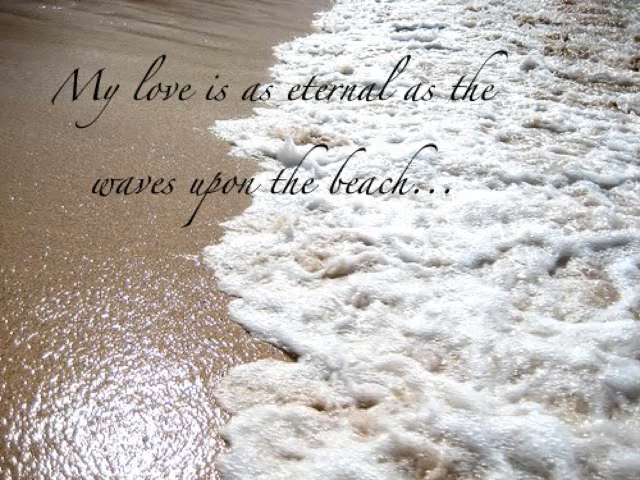 My love is as eternal as the
waves upon the beach...